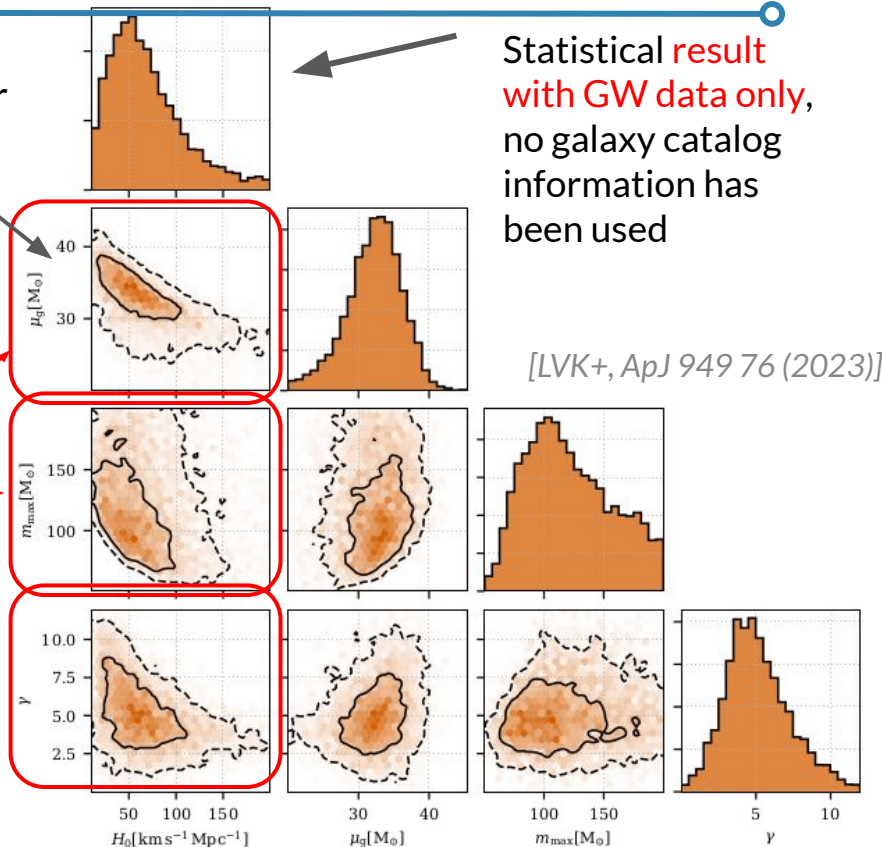 r
Statistical result
with GW data only,
no galaxy catalog
information has
been used
[LVK+, ApJ 949 76 (2023)]
40
30
μg[M⊙]
150
100
mmax[M⊙]
10.0
7.5
5.0
2.5
γ
50 100 150
30 40
100 150
5 10
H0[km s−1 Mpc−1]
μg[M⊙]
mmax[M⊙]
γ